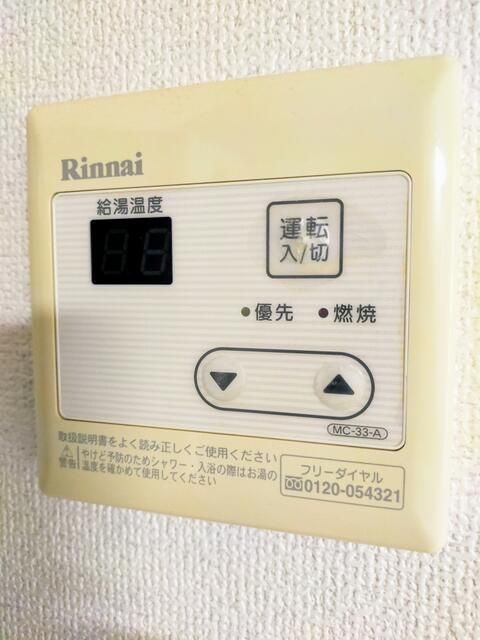 Rinnai
給湯温度
運転
入/切
優先
燃焼
MC-33-A
取扱説明書をよく読み正しくご使用ください
警告
やけど予防のためシャワー・入浴の際はお湯の
温度を確かめて使用してください
フリーダイヤル
0120-054321